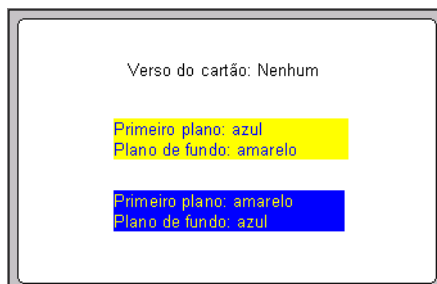 Verso do cartão: Nenhum
Primeiro plano: azul
Plano de fundo: amarelo
Primeiro plano: amarelo
Plano de fundo: azul